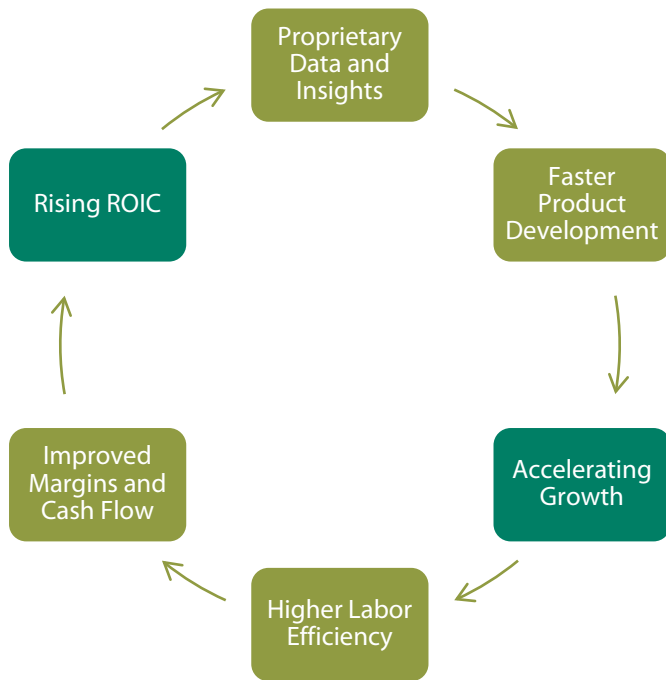 Proprietary
Data and
Insights
Faster
Product
Development
Accelerating
Growth
Higher Labor
Efficiency
Improved
Margins and
Cash Flow
Rising ROIC